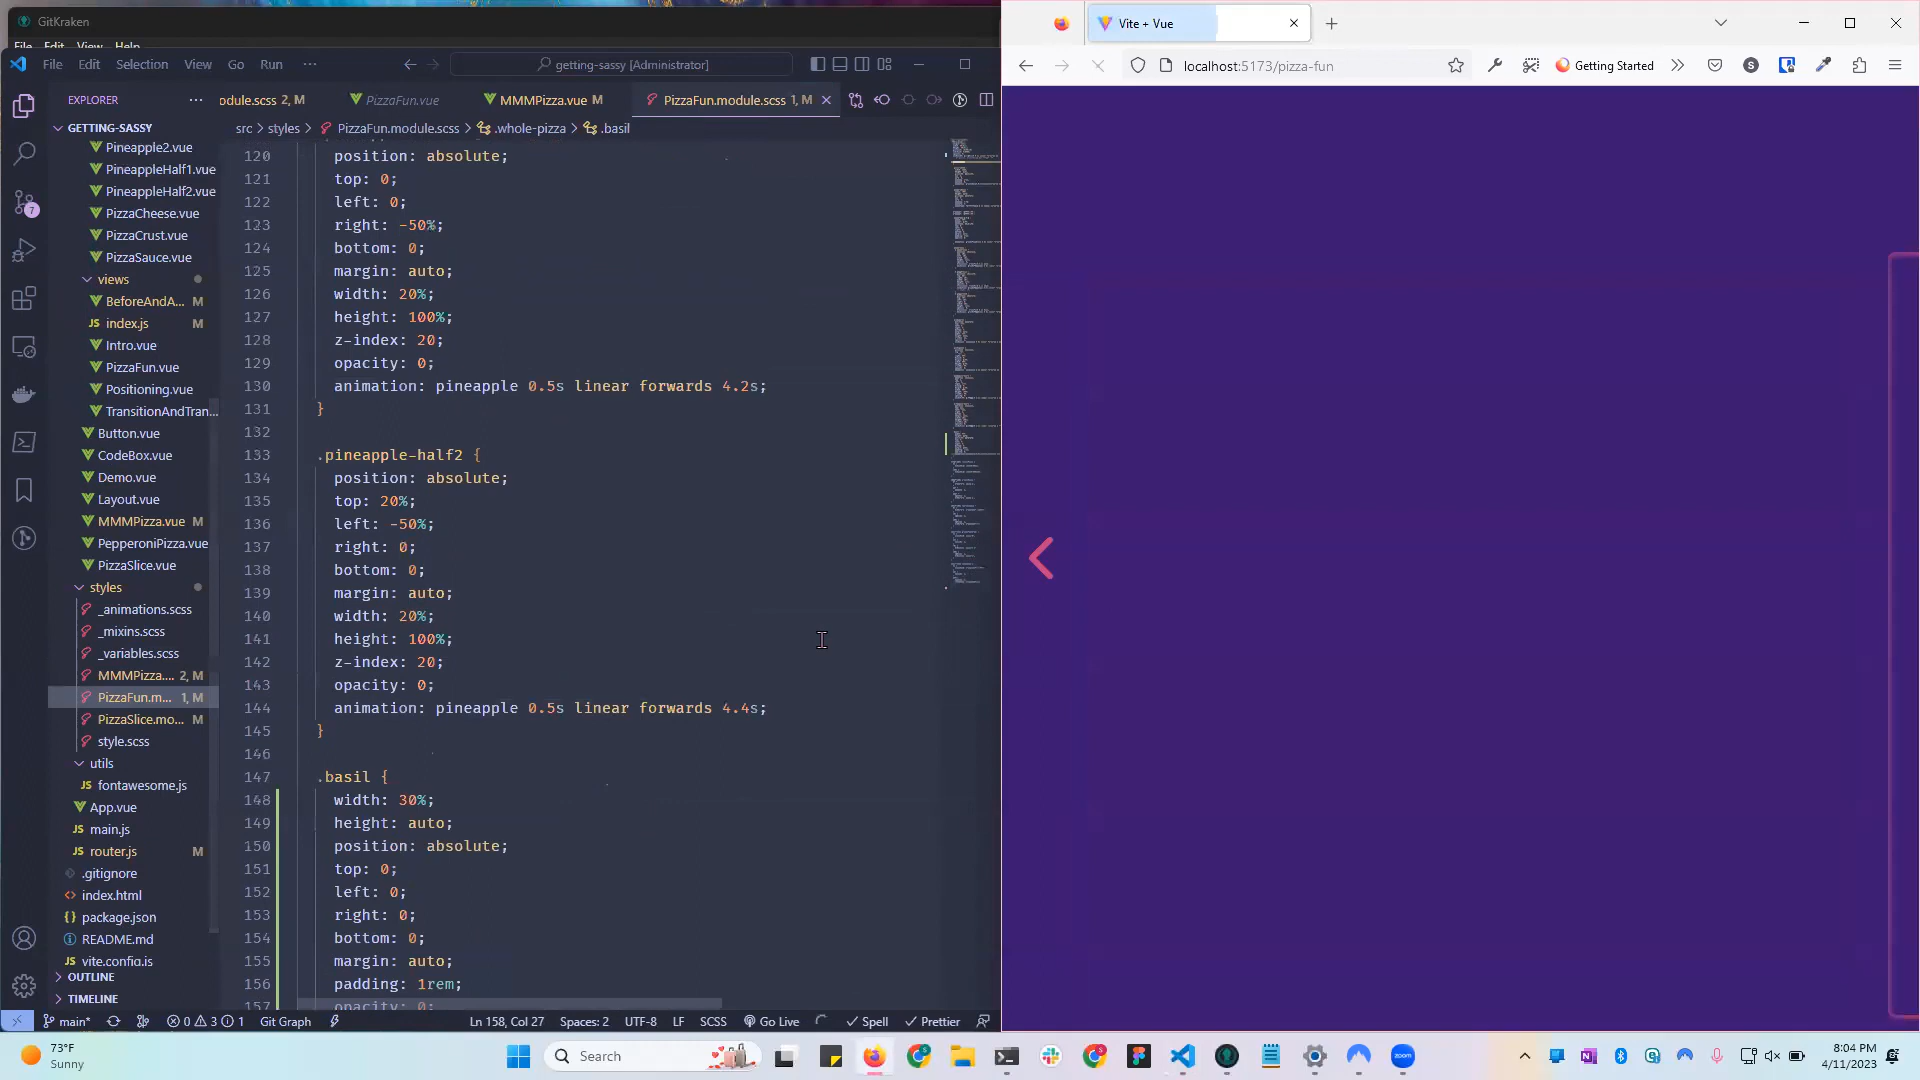 GitKraken
File Edit View Help
File Edit Selection View Go Run ···
getting-sassy [Administrator]
EXPLORER ···
GETTING-SASSY
Pineapple2.vue
PineappleHalf1.vue
PineappleHalf2.vue
PizzaCheese.vue
PizzaCrust.vue
PizzaSauce.vue
views
BeforeAndA... M
index.js M
Intro.vue
PizzaFun.vue
Positioning.vue
TransitionAndTran...
Button.vue
CodeBox.vue
Demo.vue
Layout.vue
MMMPizza.vue M
PepperoniPizza.vue
PizzaSlice.vue
styles
_animations.scss
_mixins.scss
_variables.scss
MMMPizza.... 2, M
PizzaFun.m... 1, M
PizzaSlice.mo... M
style.scss
utils
JS fontawesome.js
App.vue
JS main.js
JS router.js M
.gitignore
index.html
package.json
README.md
vite.config.js
OUTLINE
TIMELINE
7
odule.scss 2, M
PizzaFun.vue
MMMPizza.vue M
PizzaFun.module.scss 1, M
src > styles > PizzaFun.module.scss > .whole-pizza > .basil
120 position: absolute;
121 top: 0;
122 left: 0;
123 right: -50%;
124 bottom: 0;
125 margin: auto;
126 width: 20%;
127 height: 100%;
128 z-index: 20;
129 opacity: 0;
130 animation: pineapple 0.5s linear forwards 4.2s;
131 }
132
133 .pineapple-half2 {
134 position: absolute;
135 top: 20%;
136 left: -50%;
137 right: 0;
138 bottom: 0;
139 margin: auto;
140 width: 20%;
141 height: 100%;
142 z-index: 20;
143 opacity: 0;
144 animation: pineapple 0.5s linear forwards 4.4s;
145 }
146
147 .basil {
148 width: 30%;
149 height: auto;
150 position: absolute;
151 top: 0;
152 left: 0;
153 right: 0;
154 bottom: 0;
155 margin: auto;
156 padding: 1rem;
157 opacity: 0;
main* 0 3 1 Git Graph Ln 158, Col 27 Spaces: 2 UTF-8 LF SCSS Go Live Spell Prettier
Vite + Vue
localhost:5173/pizza-fun
Getting Started
73°F
Sunny
Search
8:04 PM
4/11/2023
zoom